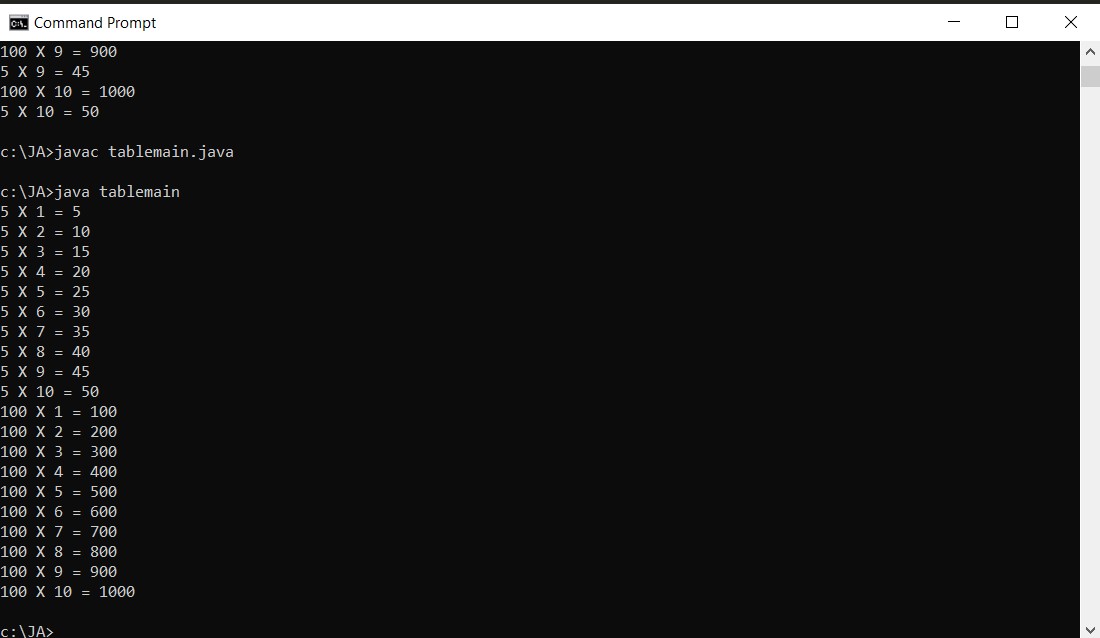 Command Prompt
100 X 9 = 900
5 X 9 = 45
100 X 10 = 1000
5 X 10 = 50
c:\JA>javac tablemain.java
c:\JA>java tablemain
5 X 1 = 5
5 X 2 = 10
5 X 3 = 15
5 X 4 = 20
5 X 5 = 25
5 X 6 = 30
5 X 7 = 35
5 X 8 = 40
5 X 9 = 45
5 X 10 = 50
100 X 1 = 100
100 X 2 = 200
100 X 3 = 300
100 X 4 = 400
100 X 5 = 500
100 X 6 = 600
100 X 7 = 700
100 X 8 = 800
100 X 9 = 900
100 X 10 = 1000
c:\JA>